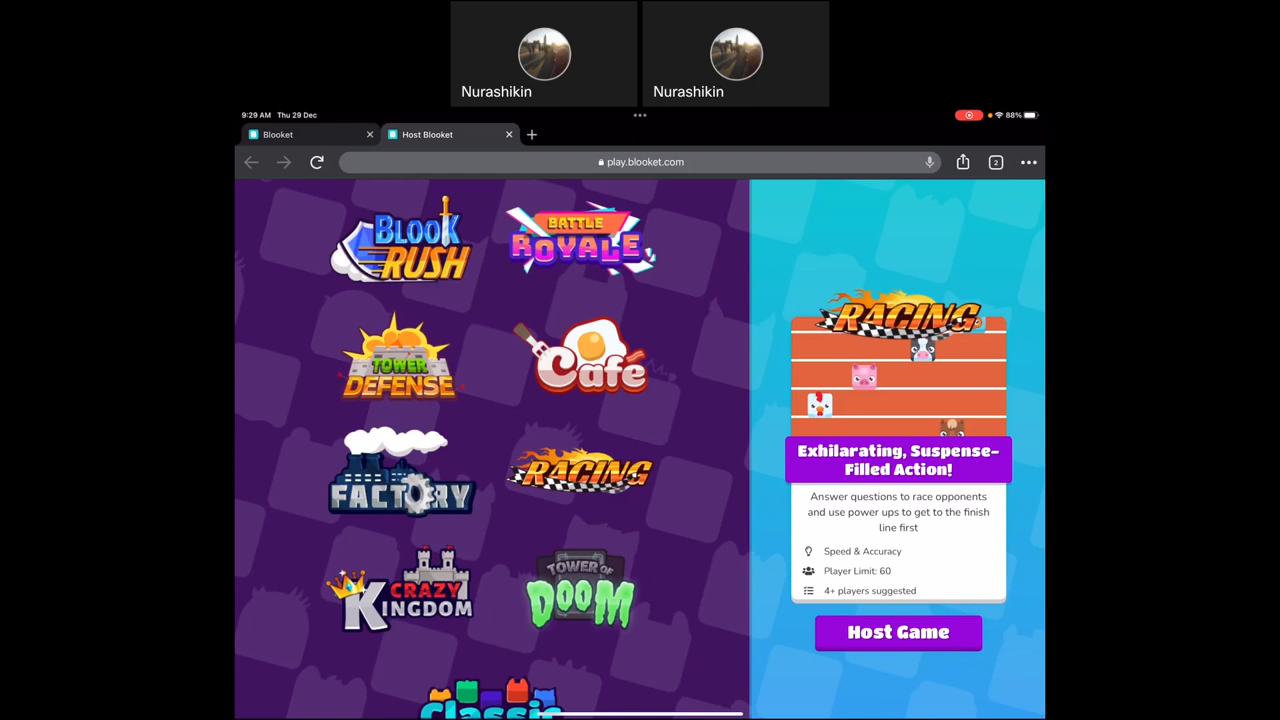 Nurashikin
Nurashikin
9:29 AM Thu 29 Dec
88%
Blooket
Host Blooket
play.blooket.com
2
BLOOK
RUSH
BATTLE
ROYALE
TOWER
DEFENSE
Cafe
FACTORY
RACING
CRAZY
KINGDOM
TOWER OF
DOOM
Classic
RACING
Exhilarating, Suspense-
Filled Action!
Answer questions to race opponents
and use power ups to get to the finish
line first
Speed & Accuracy
Player Limit: 60
4+ players suggested
Host Game